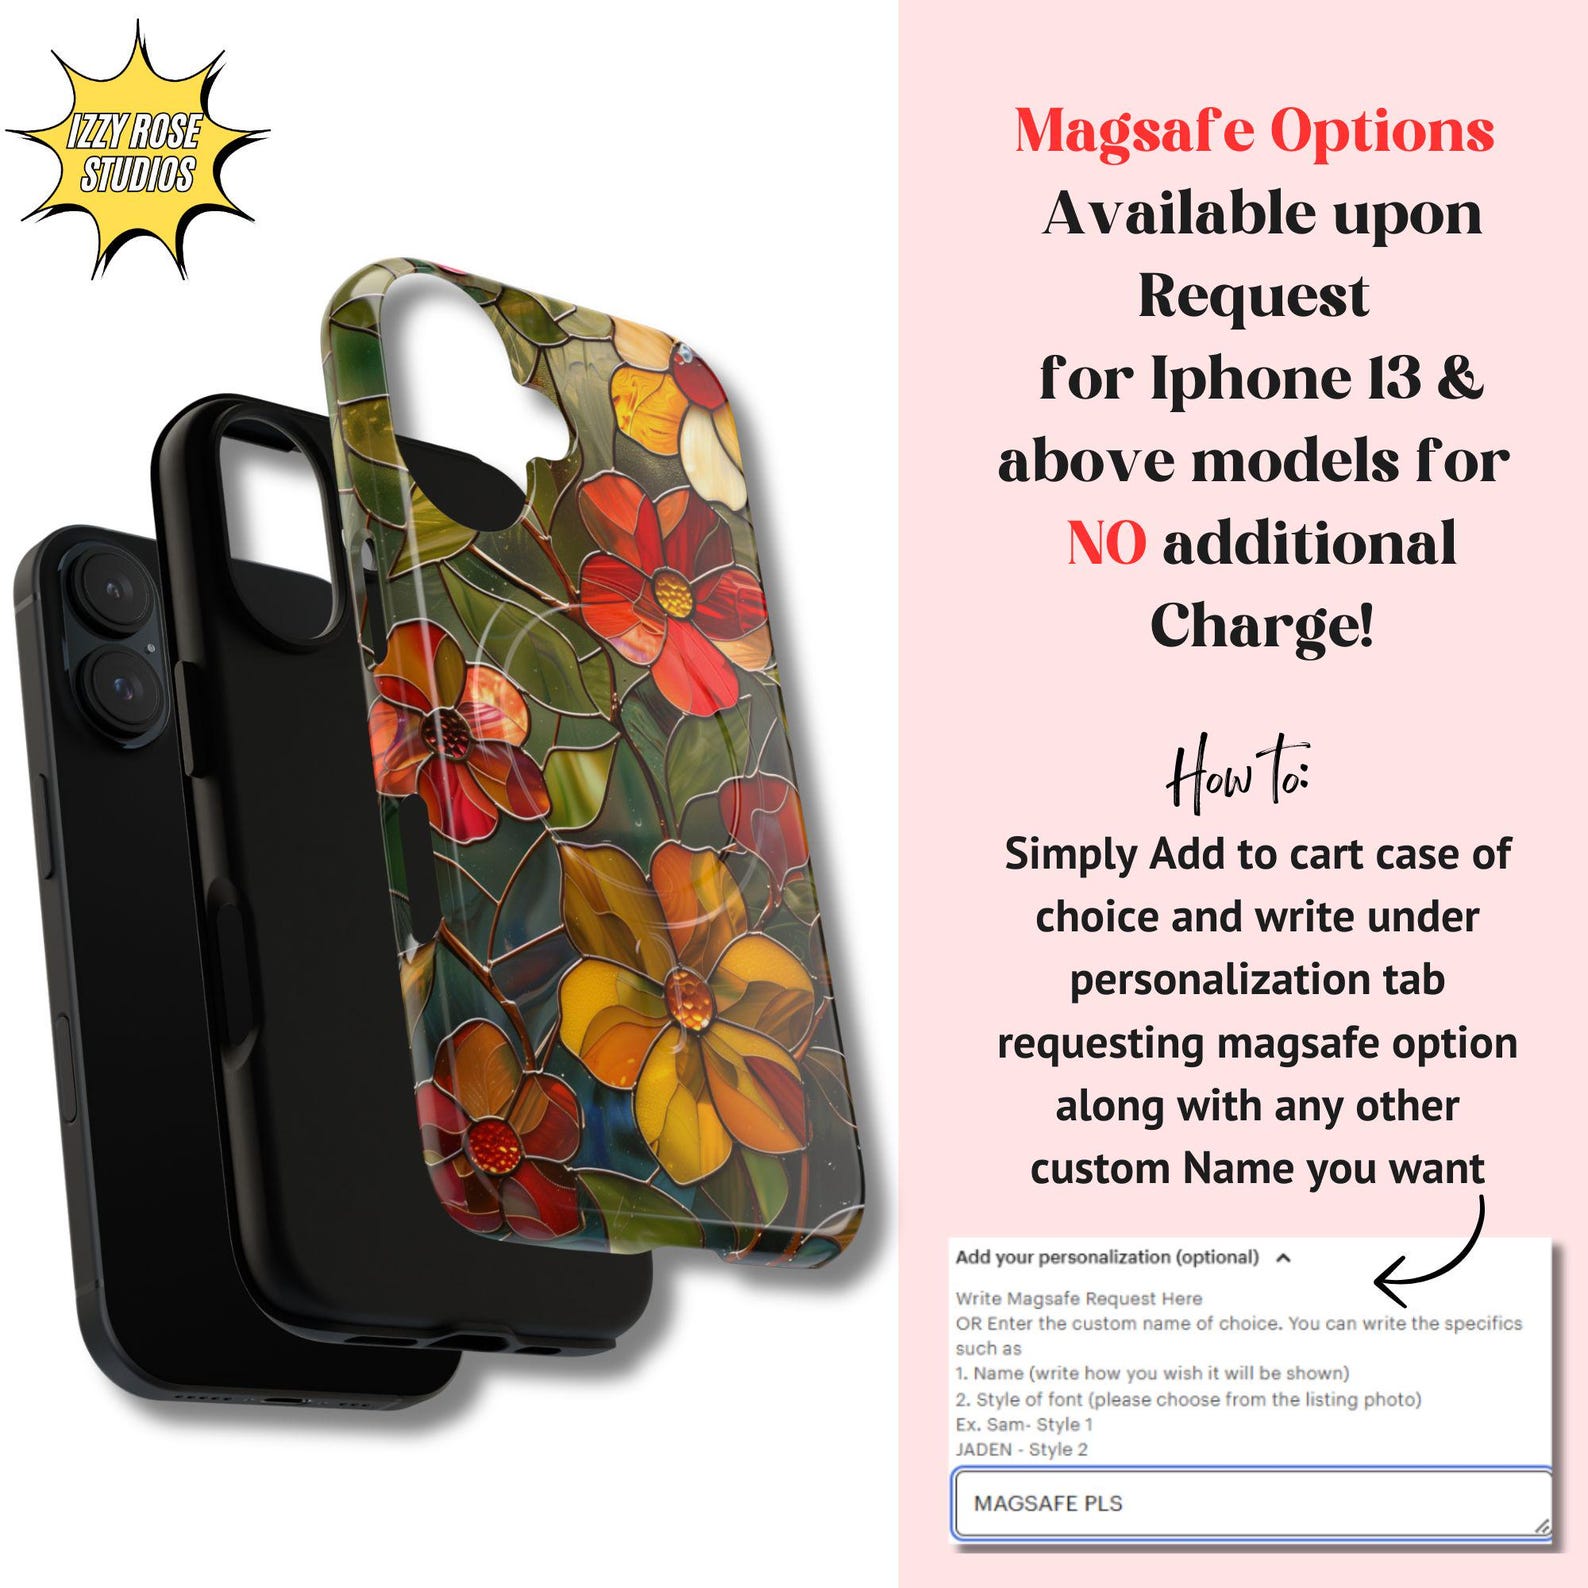 IZZY ROSE
STUDIOS
Magsafe Options
Available upon
Request
for Iphone 13 &
above models for
NO additional
Charge!
How To:
Simply Add to cart case of
choice and write under
personalization tab
requesting magsafe option
along with any other
custom Name you want
Add your personalization (optional)
Write Magsafe Request Here
OR Enter the custom name of choice. You can write the specifics
such as
1. Name (write how you wish it will be shown)
2. Style of font (please choose from the listing photo)
Ex. Sam- Style 1
JADEN - Style 2
MAGSAFE PLS